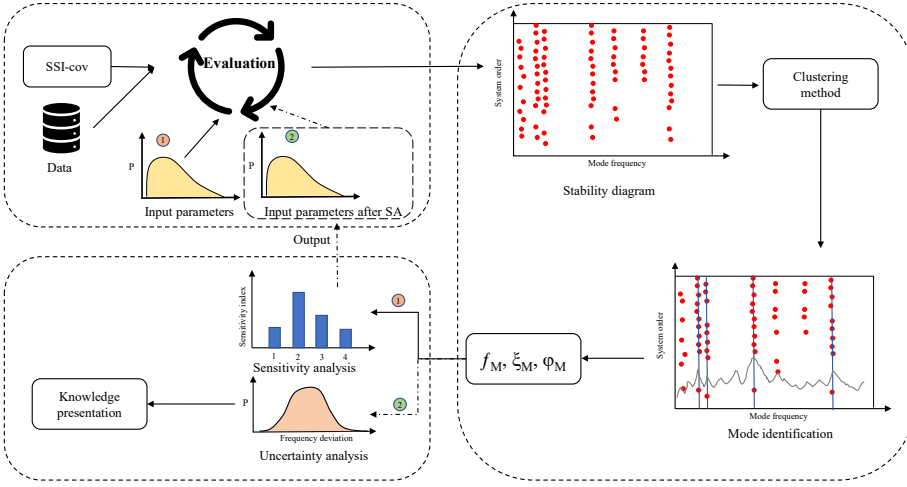 SSI-cov
Data
Evaluation
1
P
Input parameters
2
P
Input parameters after SA
Output
System order
Mode frequency
Stability diagram
Clustering
method
System order
Mode frequency
Mode identification
fM, ξM, φM
1
2
Sensitivity index
1 2 3 4
Sensitivity analysis
P
Frequency deviation
Uncertainty analysis
Knowledge
presentation